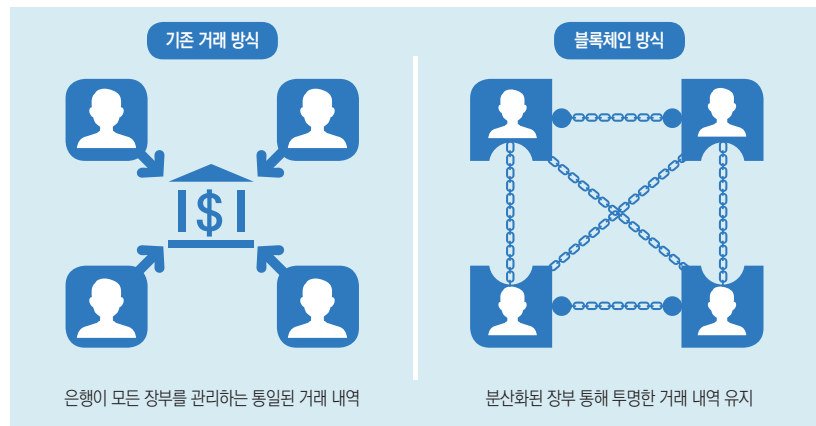 기존 거래 방식
블록체인 방식
$
은행이 모든 장부를 관리하는 통일된 거래 내역
분산화된 장부 통해 투명한 거래 내역 유지